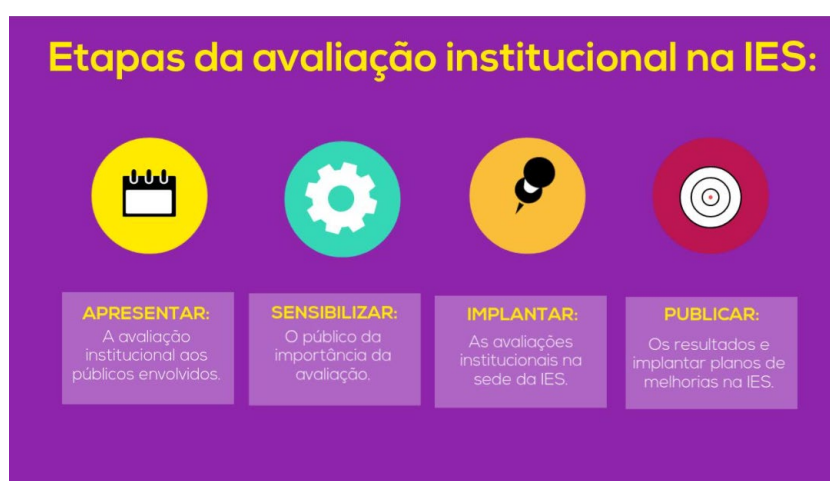 Etapas da avaliação institucional na IES:
APRESENTAR:
A avaliação
institucional aos
públicos envolvidos.
SENSIBILIZAR:
O público da
importância da
avaliação.
IMPLANTAR:
As avaliações
institucionais na
sede da IES.
PUBLICAR:
Os resultados e
implantar planos de
melhorias na IES.